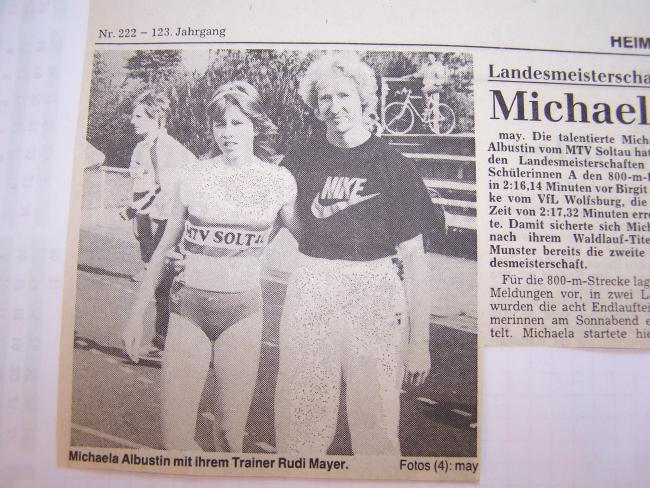 Nr. 222 – 123. Jahrgang
HEIM
Landesmeisterscha
Michael
may. Die talentierte Mich
Albustin vom MTV Soltau hat
den Landesmeisterschaften
Schülerinnen A den 800-m-
in 2:16,14 Minuten vor Birgit
ke vom VfL Wolfsburg, die
Zeit von 2:17,32 Minuten erre
te. Damit sicherte sich Mich
nach ihrem Waldlauf-Tite
Munster bereits die zweite
desmeisterschaft.
Für die 800-m-Strecke lag
Meldungen vor, in zwei L
wurden die acht Endlauftei
merinnen am Sonnabend e
telt. Michaela startete hie
NIKE
MTV SOLTA
Michaela Albustin mit ihrem Trainer Rudi Mayer.
Fotos (4): may